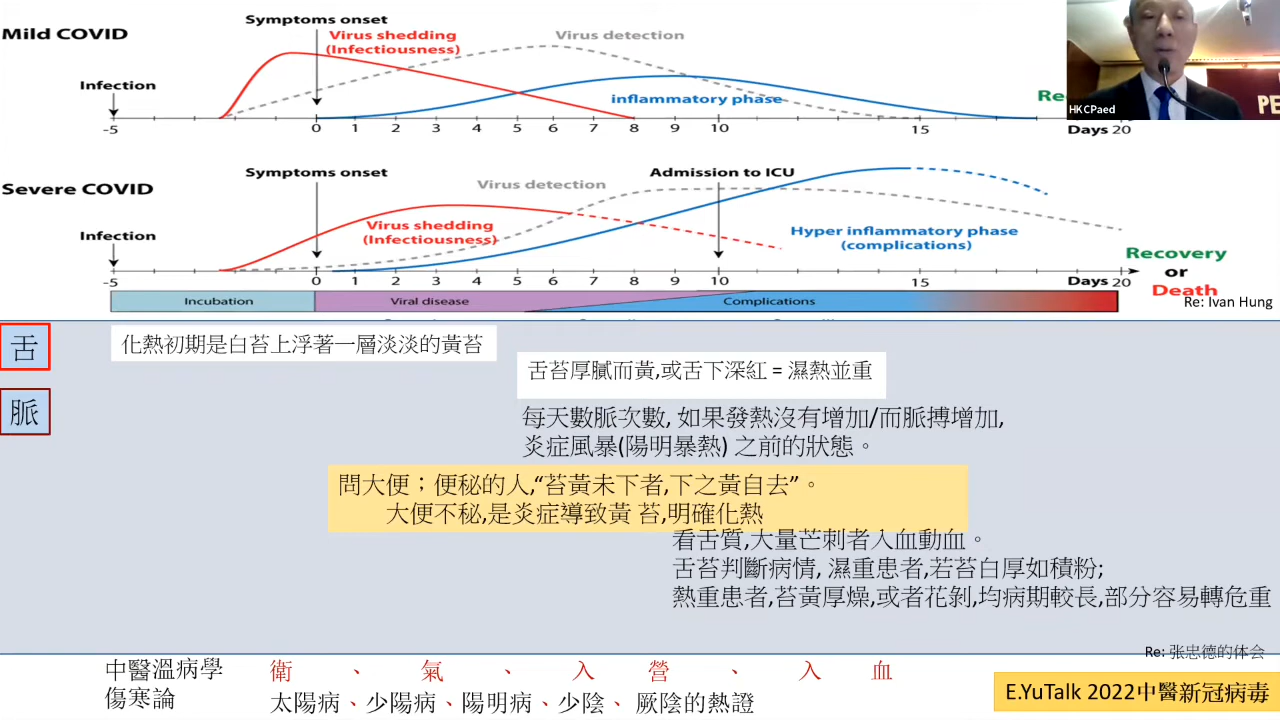 Mild COVID
Symptoms onset
Virus shedding
(Infectiousness)
Virus detection
Infection
inflammatory phase
Re
HKCPaed
PE
-5 0 1 2 3 4 5 6 7 8 9 10 15 Days 20
Severe COVID
Symptoms onset
Virus detection
Admission to ICU
Infection
Virus shedding
(Infectiousness)
Hyper inflammatory phase
(complications)
Recovery
or
Death
-5 0 1 2 3 4 5 6 7 8 9 10 15 Days 20
Incubation
Viral disease
Complications
Re: Ivan Hung
舌
化熱初期是白苔上浮著一層淡淡的黃苔
舌苔厚膩而黃,或舌下深紅 = 濕熱並重
脈
每天數脈次數, 如果發熱沒有增加/而脈搏增加,
炎症風暴(陽明暴熱) 之前的狀態。
問大便；便秘的人,“苔黃未下者,下之黃自去”。
大便不秘,是炎症導致黃 苔,明確化熱
看舌質,大量芒刺者入血動血。
舌苔判斷病情, 濕重患者,若苔白厚如積粉;
熱重患者,苔黃厚燥,或者花剝,均病期較長,部分容易轉危重
Re: 张忠德的体会
中醫溫病學 衛 、 氣 、 入 營 、 入 血
傷寒論 太陽病、少陽病、陽明病、少陰、 厥陰的熱證
E.YuTalk 2022中醫新冠病毒